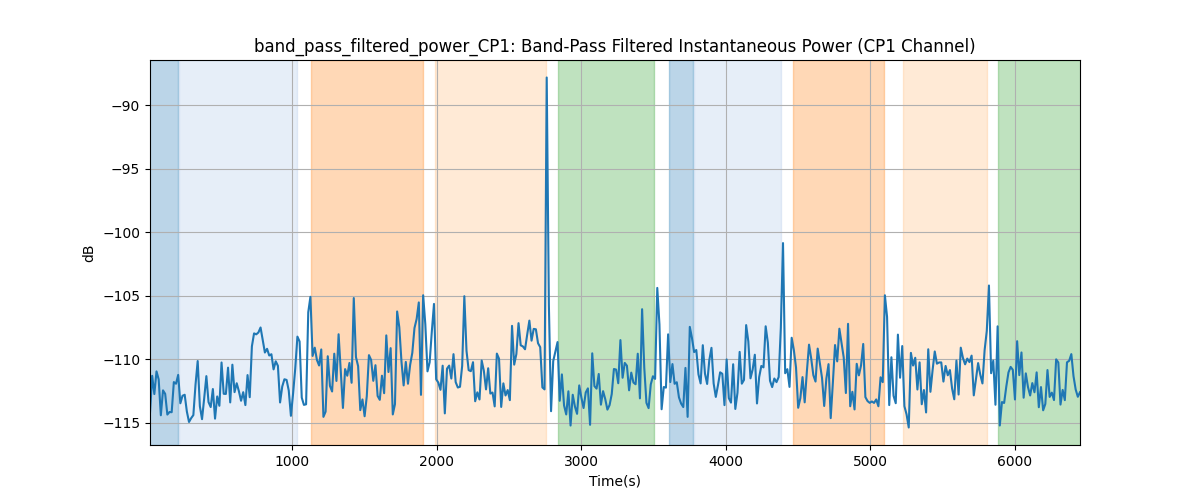 band_pass_filtered_power_CP1: Band-Pass Filtered Instantaneous Power (CP1 Channel)
dB
−90
−95
−100
−105
−110
−115
1000 2000 3000 4000 5000 6000
Time(s)